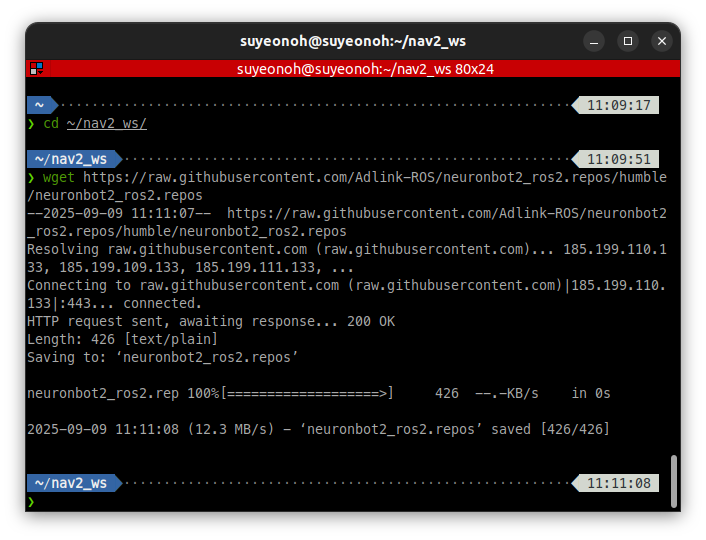 suyeonoh@suyeonoh:~/nav2_ws
suyeonoh@suyeonoh:~/nav2_ws 80x24
~ 11:09:17
❯ cd ~/nav2_ws/
~/nav2_ws 11:09:51
❯ wget https://raw.githubusercontent.com/Adlink-ROS/neuronbot2_ros2.repos/humble
/neuronbot2_ros2.repos
--2025-09-09 11:11:07--  https://raw.githubusercontent.com/Adlink-ROS/neuronbot2
_ros2.repos/humble/neuronbot2_ros2.repos
Resolving raw.githubusercontent.com (raw.githubusercontent.com)... 185.199.110.1
33, 185.199.109.133, 185.199.111.133, ...
Connecting to raw.githubusercontent.com (raw.githubusercontent.com)|185.199.110.
133|:443... connected.
HTTP request sent, awaiting response... 200 OK
Length: 426 [text/plain]
Saving to: ‘neuronbot2_ros2.repos’
neuronbot2_ros2.rep 100%[===================>]     426  --.-KB/s    in 0s
2025-09-09 11:11:08 (12.3 MB/s) - ‘neuronbot2_ros2.repos’ saved [426/426]
~/nav2_ws 11:11:08
❯